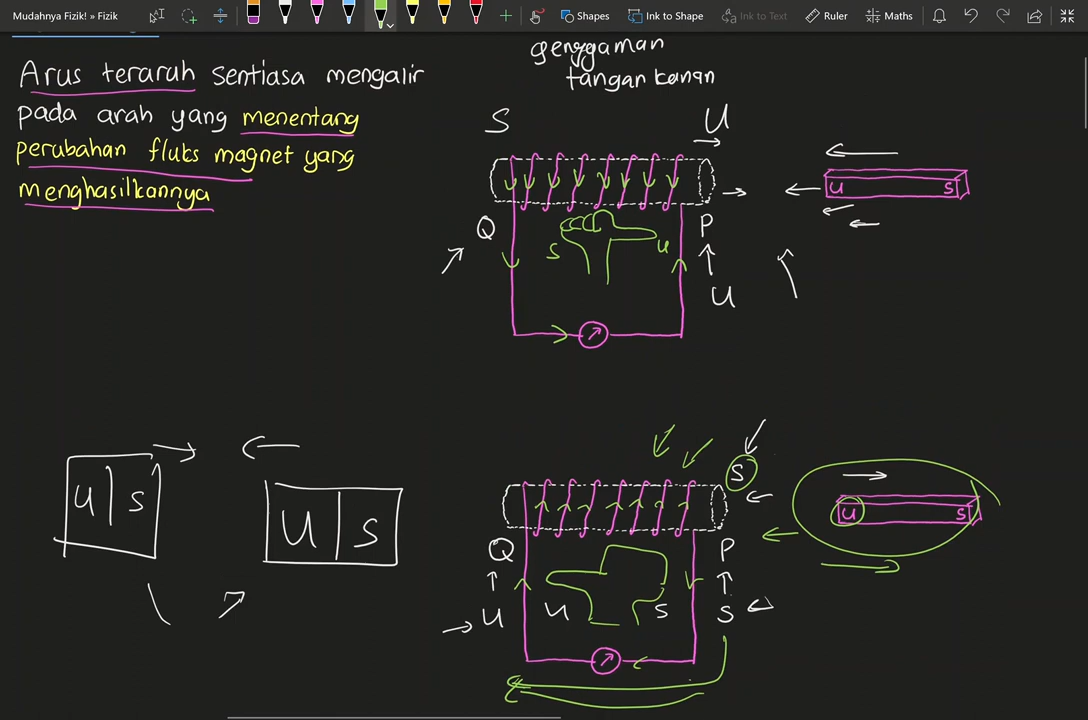 Mudahnya Fizik! » Fizik
Shapes
Ink to Shape
Ink to Text
Ruler
Maths
genggaman
tangan kanan
Arus teraruh sentiasa mengalir
pada arah yang menentang
perubahan fluks magnet yang
menghasilkannya
S
U
U S
Q
P
S U
U
S
U S
U S
U S
Q
P
U
U S
S